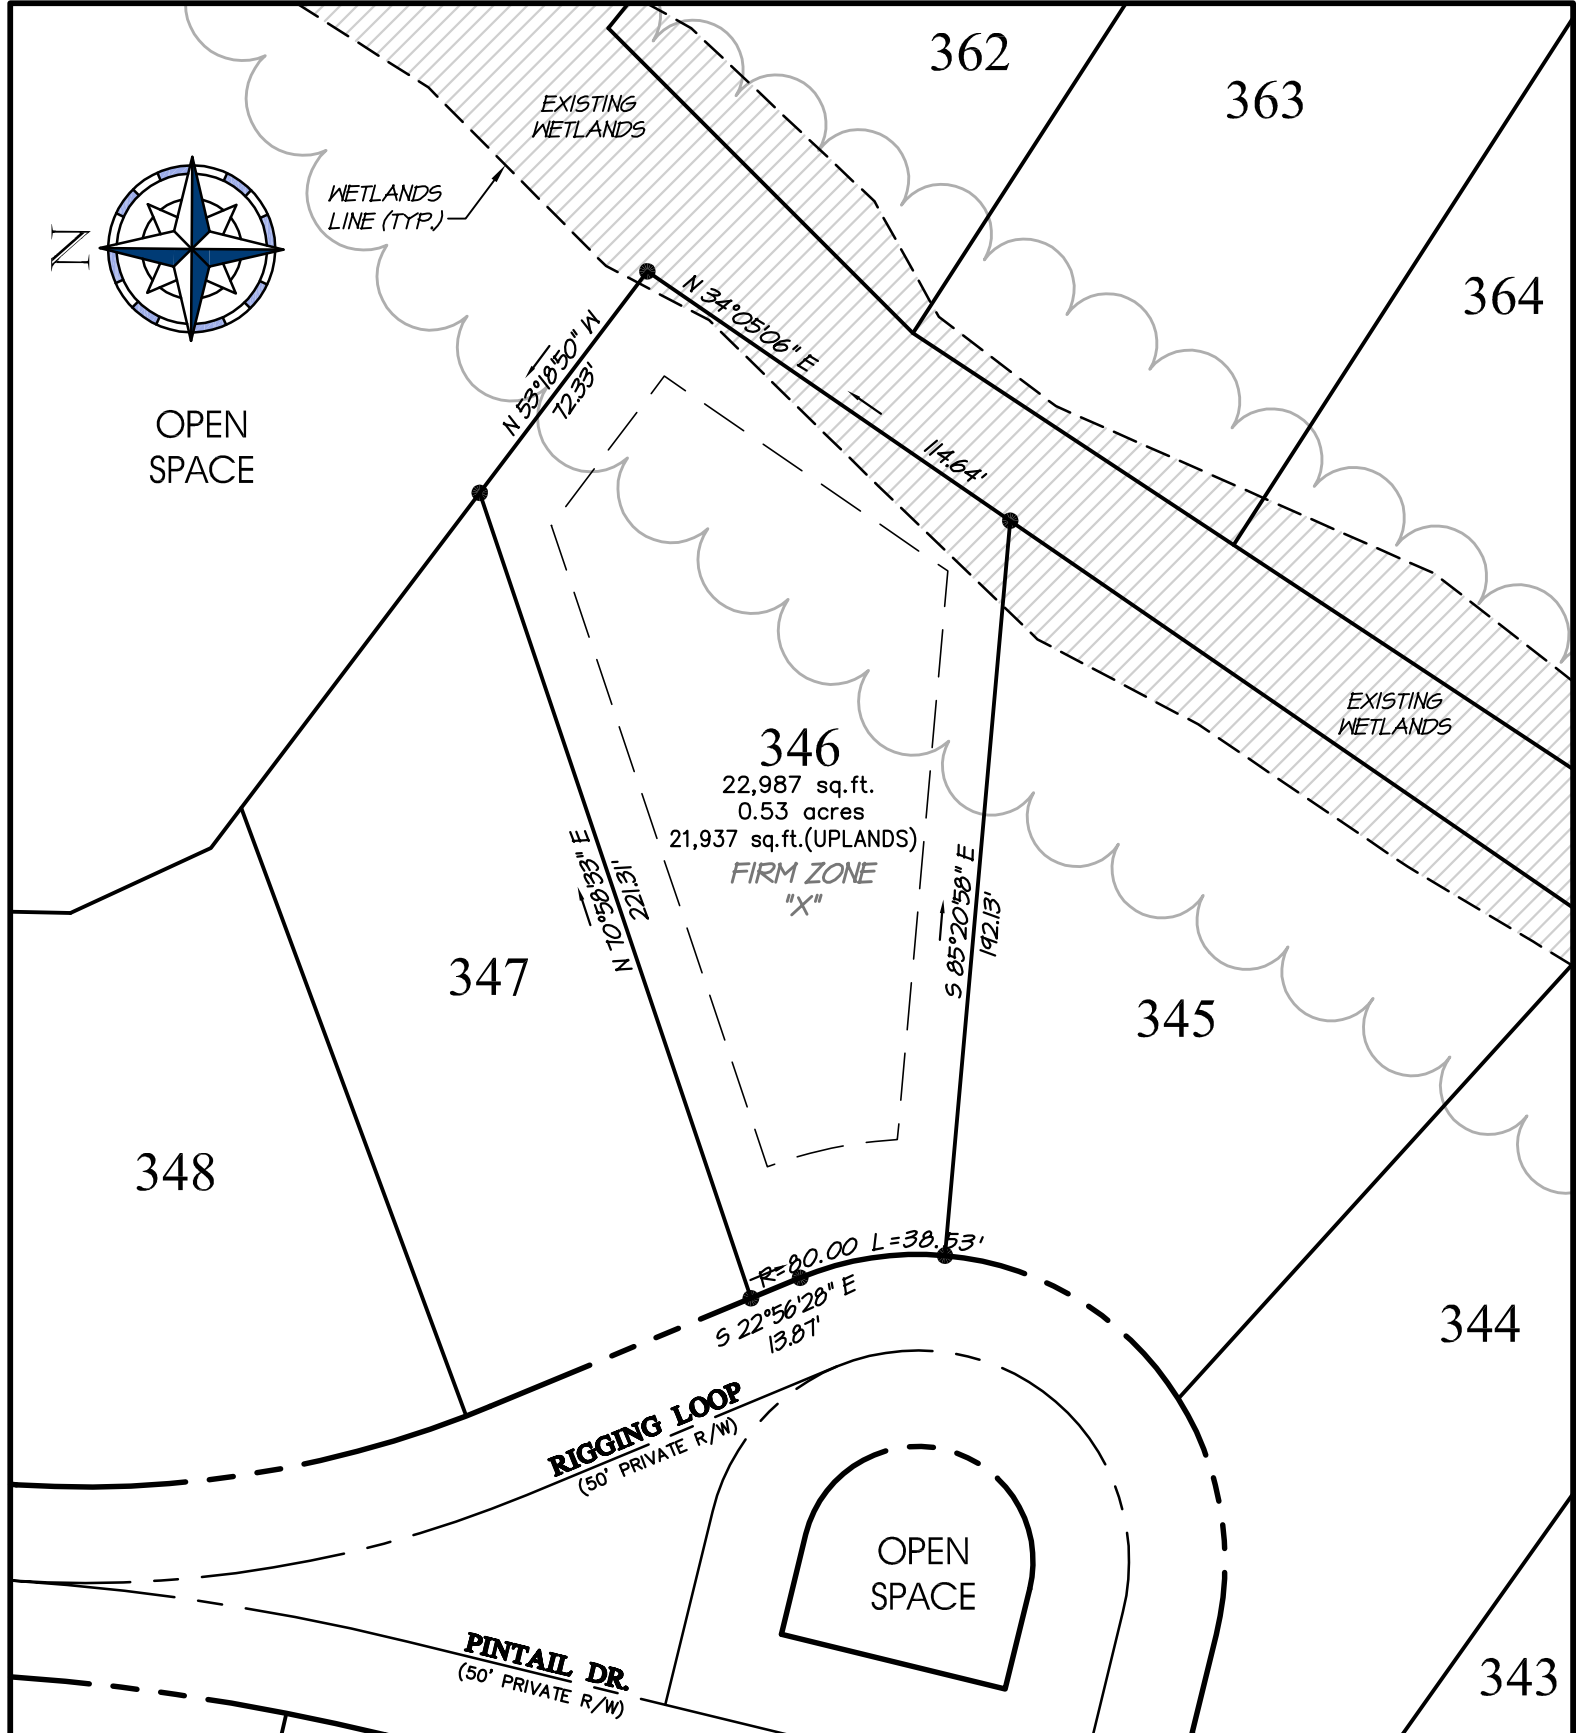 362
363
364
EXISTING
WETLANDS
WETLANDS
LINE (TYP.)
N
OPEN
SPACE
N 53°18'50" W
72.33'
N 34°05'06" E
114.64'
EXISTING
WETLANDS
346
22,987 sq.ft.
0.53 acres
21,937 sq.ft.(UPLANDS)
FIRM ZONE
"X"
N 70°58'33" E
221.31'
S 85°20'58" E
192.13'
347
345
348
344
R=80.00 L=38.53'
S 22°56'28" E
13.87'
RIGGING LOOP
(50' PRIVATE R/W)
OPEN
SPACE
PINTAIL DR.
(50' PRIVATE R/W)
343